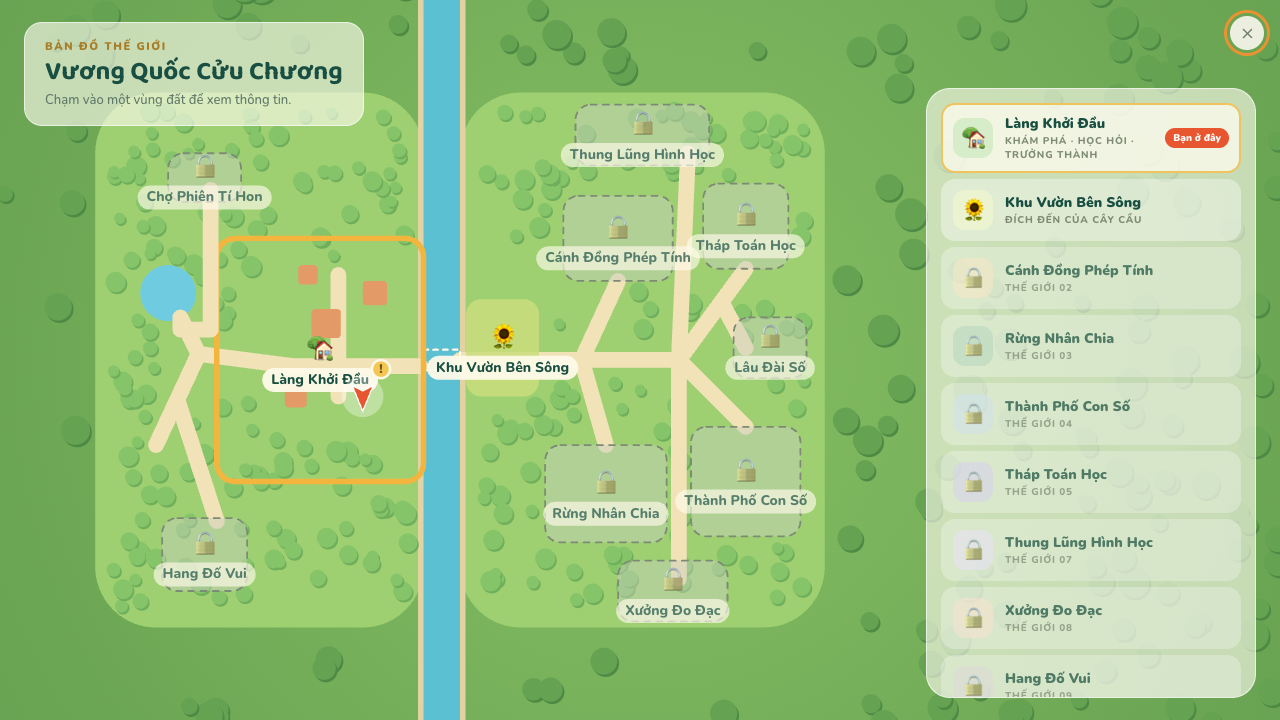 BẢN ĐỒ THẾ GIỚI
Vương Quốc Cửu Chương
Chạm vào một vùng đất để xem thông tin.
Thung Lũng Hình Học
Chợ Phiên Tí Hon
Tháp Toán Học
Cánh Đồng Phép Tính
!
Khu Vườn Bên Sông
Lâu Đài Số
Làng Khởi Đầu
Thành Phố Con Số
Rừng Nhân Chia
Hang Đố Vui
Xưởng Đo Đạc
×
Làng Khởi Đầu
KHÁM PHÁ · HỌC HỎI ·
TRƯỞNG THÀNH
Bạn ở đây
Khu Vườn Bên Sông
ĐÍCH ĐẾN CỦA CÂY CẦU
Cánh Đồng Phép Tính
THẾ GIỚI 02
Rừng Nhân Chia
THẾ GIỚI 03
Thành Phố Con Số
THẾ GIỚI 04
Tháp Toán Học
THẾ GIỚI 05
Thung Lũng Hình Học
THẾ GIỚI 07
Xưởng Đo Đạc
THẾ GIỚI 08
Hang Đố Vui
THẾ GIỚI 09